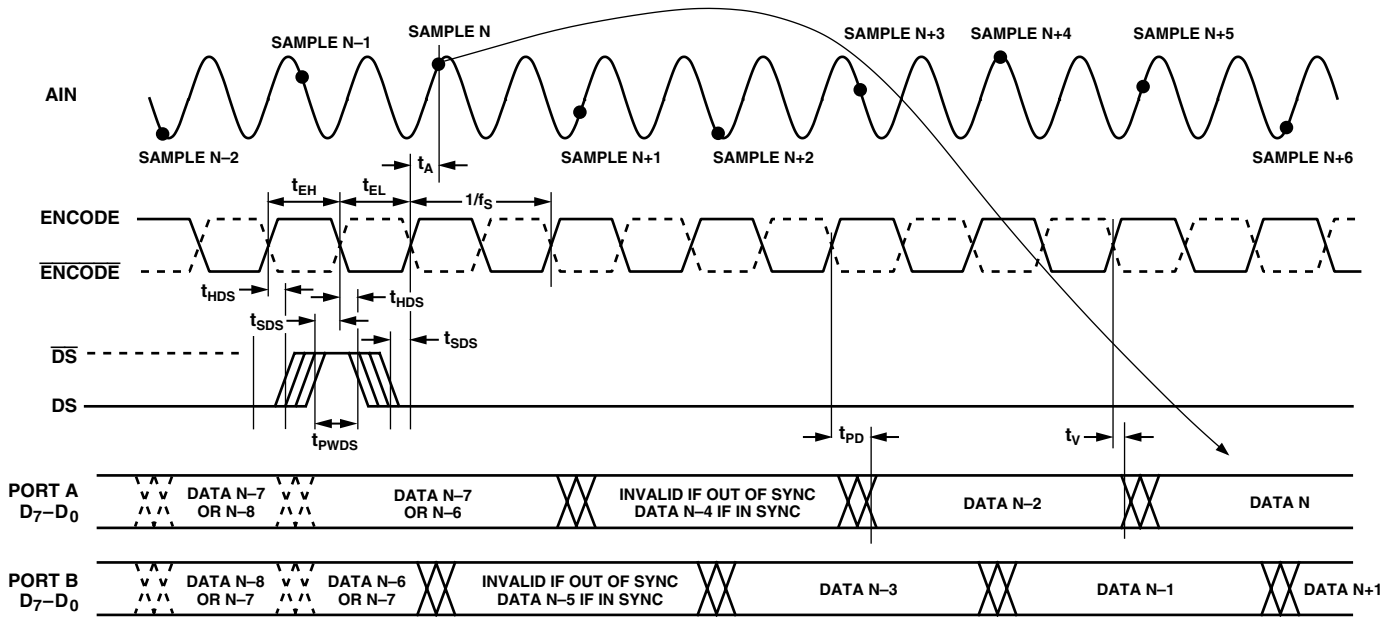 SAMPLE N–1
SAMPLE N
SAMPLE N+3
SAMPLE N+4
SAMPLE N+5
AIN
SAMPLE N–2
SAMPLE N+1
SAMPLE N+2
SAMPLE N+6
tA
tEH
tEL
1/fS
ENCODE
ENCODE
tHDS
tHDS
tSDS
tSDS
DS
DS
tPWDS
tPD
tV
PORT A
D7–D0
DATA N–7
OR N–8
DATA N–7
OR N–6
INVALID IF OUT OF SYNC
DATA N–4 IF IN SYNC
DATA N–2
DATA N
PORT B
D7–D0
DATA N–8
OR N–7
DATA N–6
OR N–7
INVALID IF OUT OF SYNC
DATA N–5 IF IN SYNC
DATA N–3
DATA N–1
DATA N+1